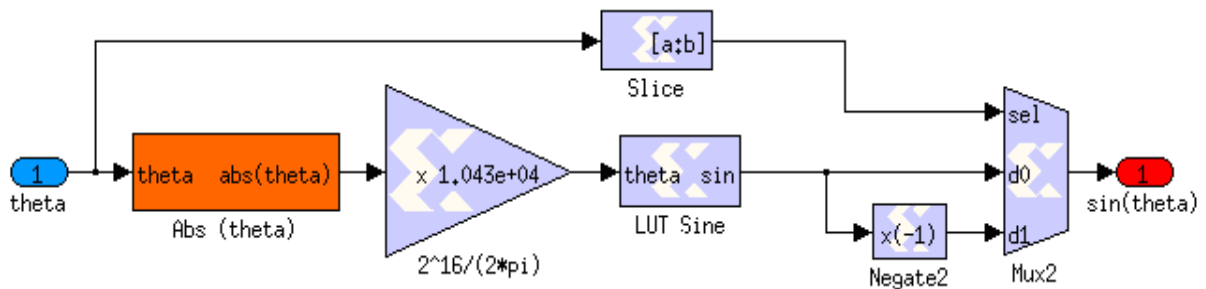 [a:b]
Slice
sel
1
theta
theta abs(theta)
Abs (theta)
x 1.043e+04
2^16/(2*pi)
theta sin
LUT Sine
d0
1
sin(theta)
x(-1)
Negate2
d1
Mux2